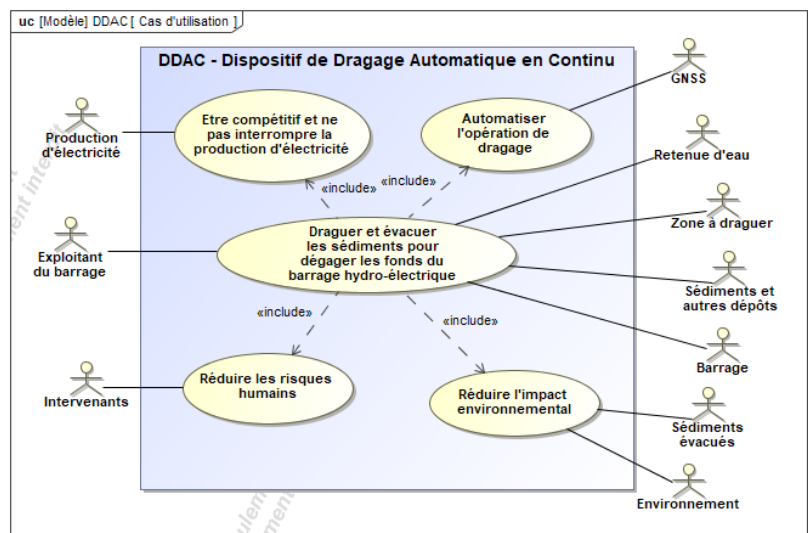 uc [Modèle] DDAC [ Cas d'utilisation ]
DDAC - Dispositif de Dragage Automatique en Continu
GNSS
Etre compétitif et ne
pas interrompre la
production d'électricité
Automatiser
l'opération de
dragage
Production
d'électricité
Retenue d'eau
«include»
«include»
Zone à draguer
Draguer et évacuer
les sédiments pour
dégager les fonds du
barrage hydro-électrique
Exploitant
du barrage
Sédiments et
autres dépôts
«include»
«include»
Barrage
Réduire les risques
humains
Intervenants
Réduire l'impact
environnemental
Sédiments
évacués
Environnement